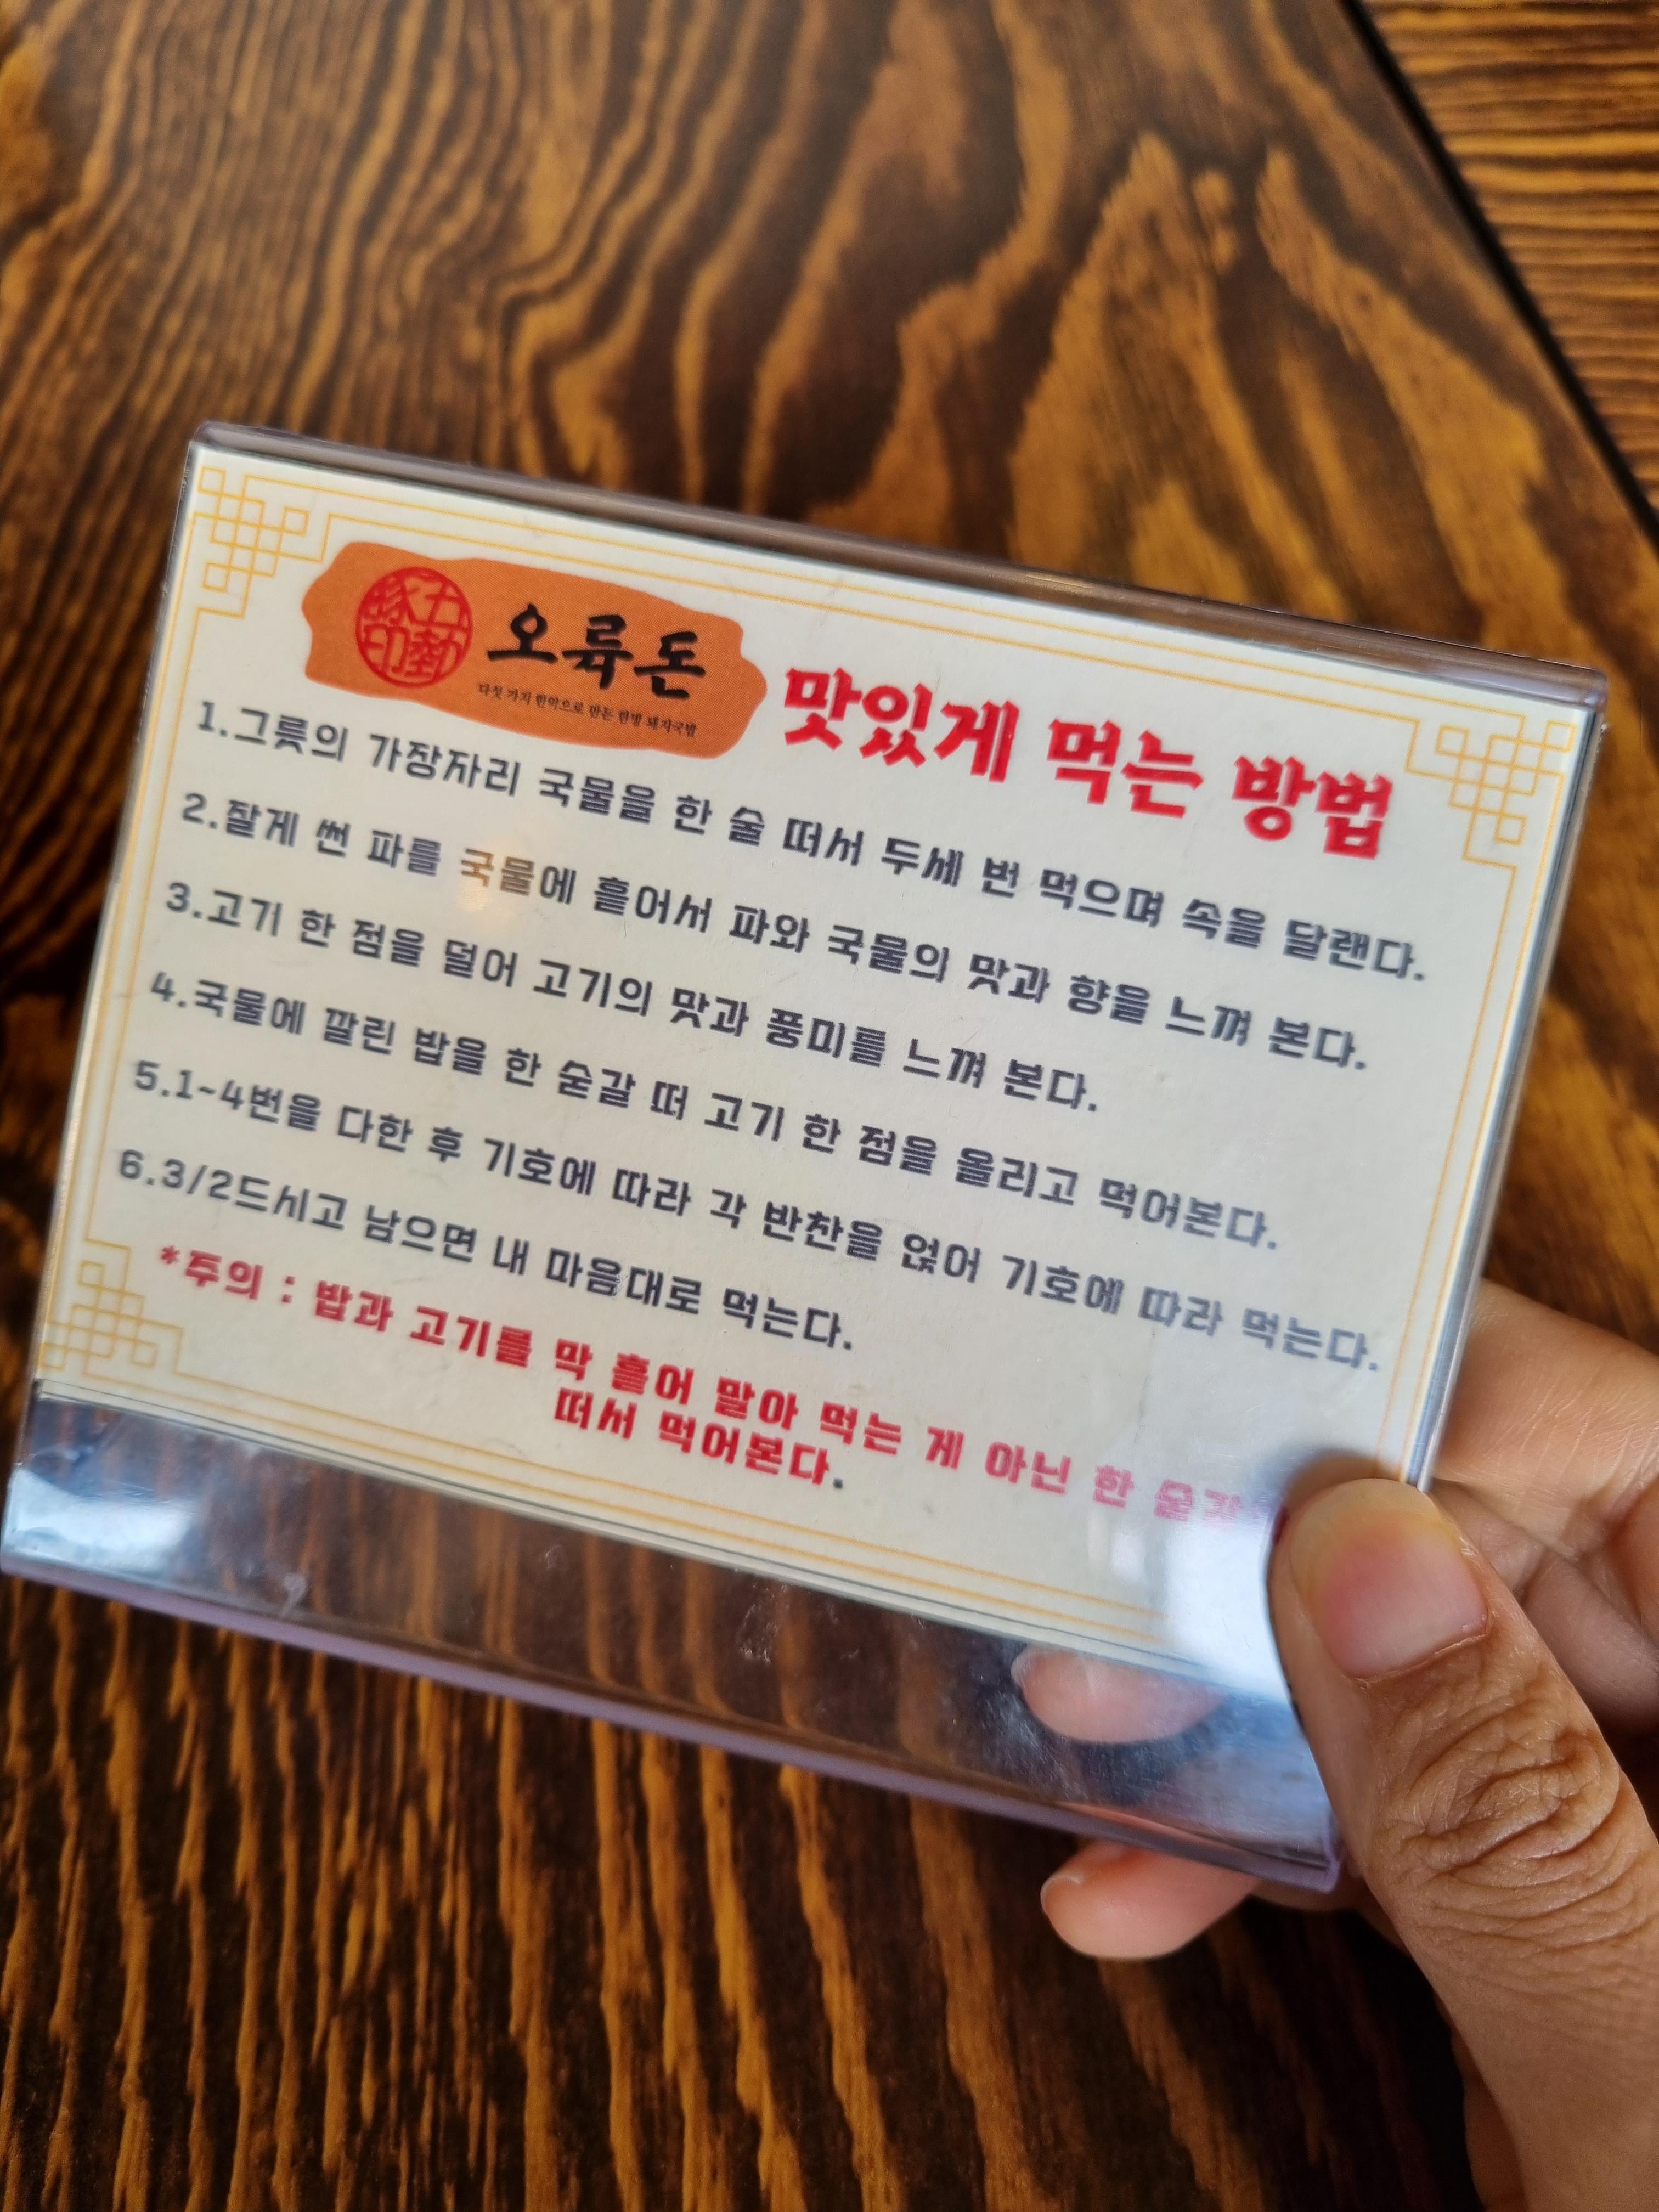 오륙돈
다섯 가지 한약으로 만든 한방 돼지국밥
맛있게 먹는 방법
1.그릇의 가장자리 국물을 한 술 떠서 두세 번 먹으며 속을 달랜다.
2.잘게 썬 파를 국물에 흩어서 파와 국물의 맛과 향을 느껴 본다.
3.고기 한 점을 덜어 고기의 맛과 풍미를 느껴 본다.
4.국물에 깔린 밥을 한 숟갈 떠 고기 한 점을 올리고 먹어본다.
5.1~4번을 다한 후 기호에 따라 각 반찬을 얹어 기호에 따라 먹는다.
6.3/2드시고 남으면 내 마음대로 먹는다.
*주의 : 밥과 고기를 막 흩어 말아 먹는 게 아닌 한 숟갈
떠서 먹어본다.